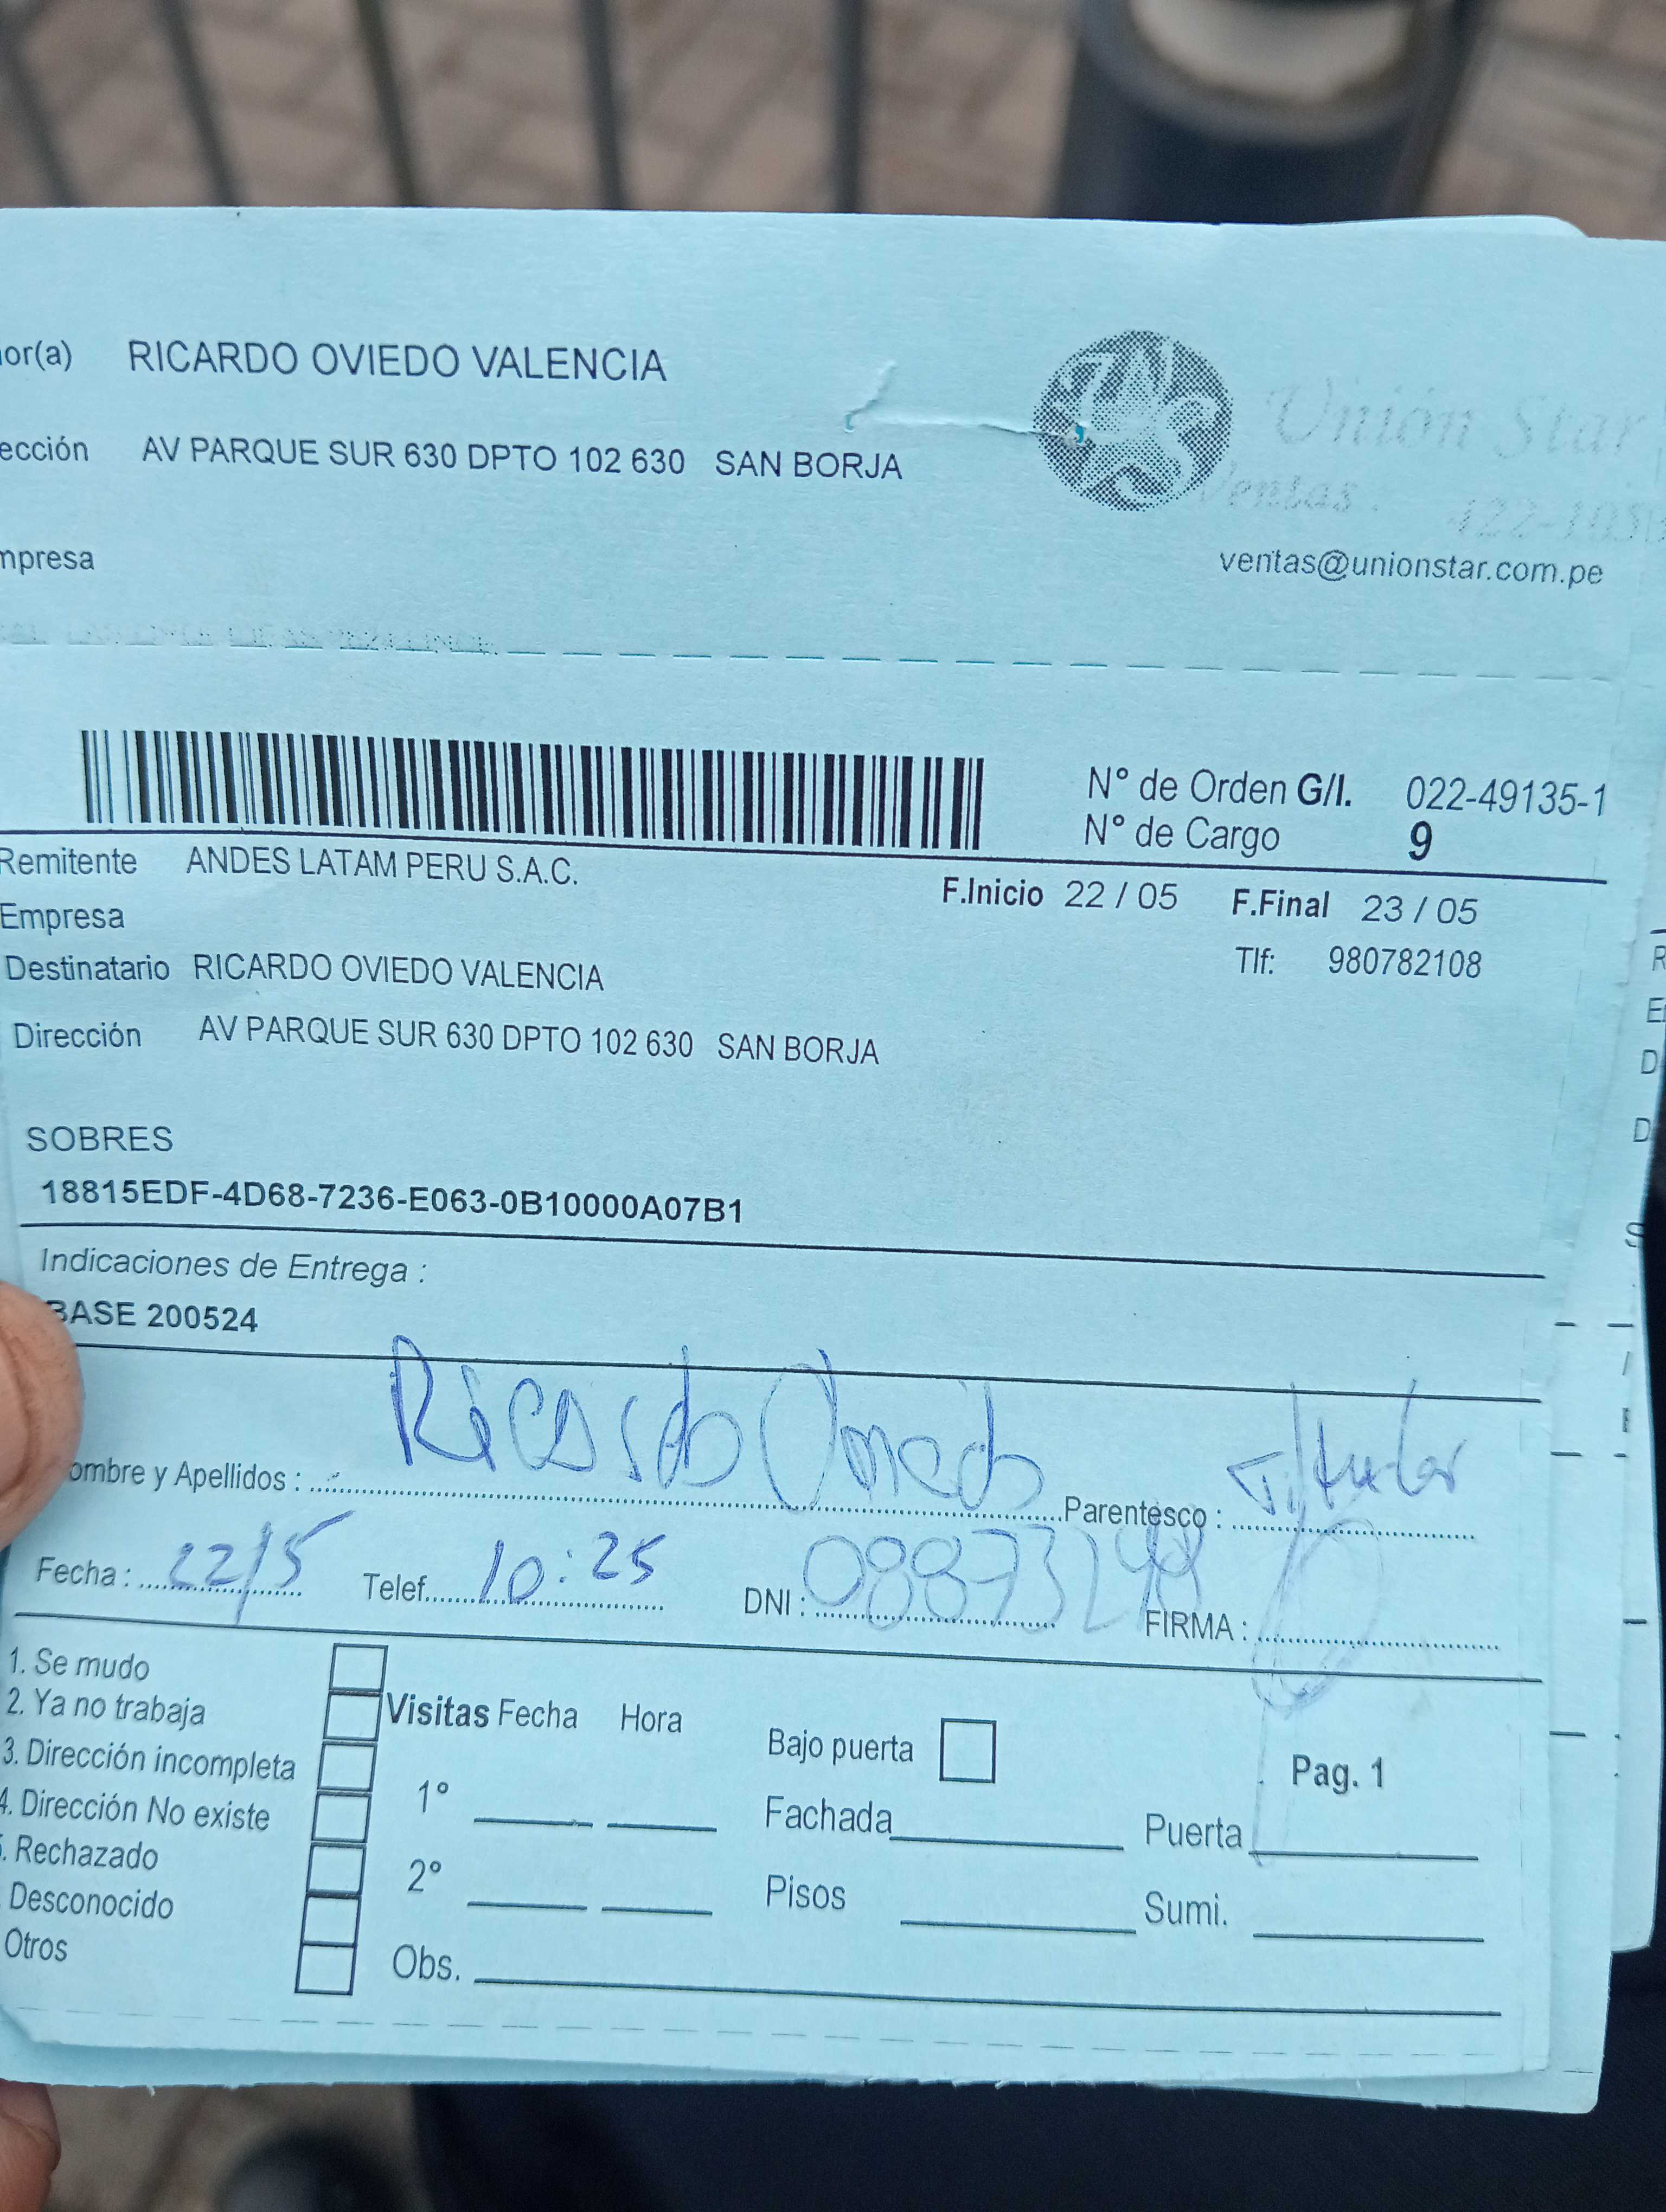 or(a) RICARDO OVIEDO VALENCIA
ección AV PARQUE SUR 630 DPTO 102 630 SAN BORJA
Unión Star
Ventas :
mpresa
ventas@unionstar.com.pe
N° de Orden G/I. 022-49135-1
N° de Cargo 9
Remitente ANDES LATAM PERU S.A.C.
F.Inicio 22 / 05 F.Final 23 / 05
Empresa
Tlf: 980782108
Destinatario RICARDO OVIEDO VALENCIA
Dirección AV PARQUE SUR 630 DPTO 102 630 SAN BORJA
SOBRES
18815EDF-4D68-7236-E063-0B10000A07B1
Indicaciones de Entrega :
BASE 200524
ombre y Apellidos : Ricardo Oviedo Parentesco : Titular
Fecha : 22/5 Telef. 10:25 DNI : FIRMA :
1. Se mudo
2. Ya no trabaja
3. Dirección incompleta
4. Dirección No existe
. Rechazado
Desconocido
Otros
Visitas Fecha Hora
1°
2°
Obs.
Bajo puerta
Pag. 1
Fachada Puerta
Pisos Sumi.